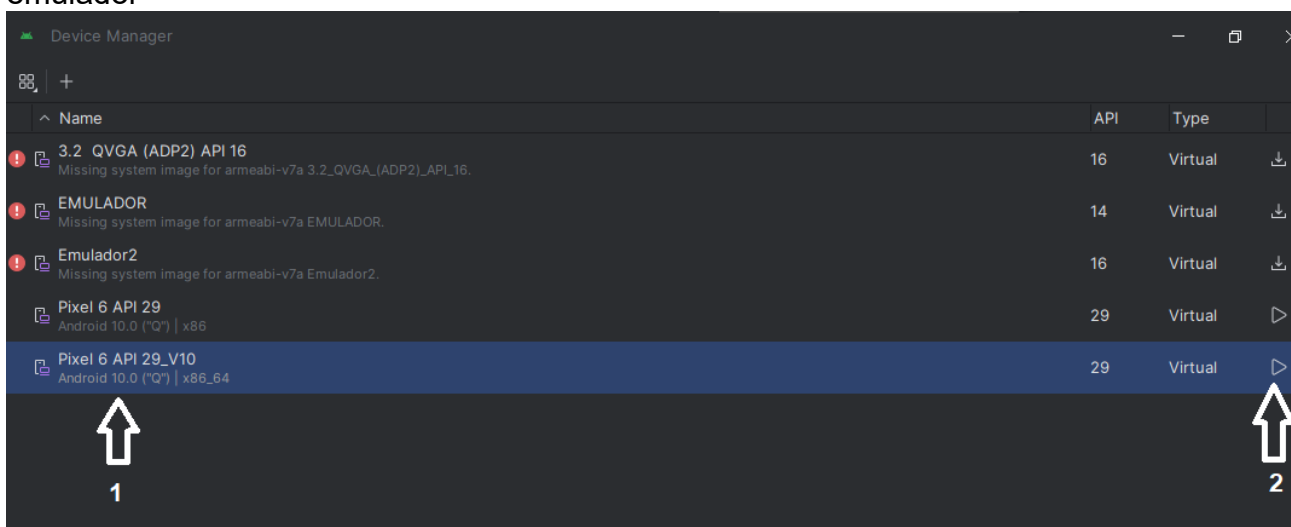 emulador
Device Manager
Name API Type
3.2 QVGA (ADP2) API 16
Missing system image for armeabi-v7a 3.2_QVGA_(ADP2)_API_16.
16 Virtual
EMULADOR
Missing system image for armeabi-v7a EMULADOR.
14 Virtual
Emulador2
Missing system image for armeabi-v7a Emulador2.
16 Virtual
Pixel 6 API 29
Android 10.0 ("Q") | x86
29 Virtual
Pixel 6 API 29_V10
Android 10.0 ("Q") | x86_64
29 Virtual
1
2